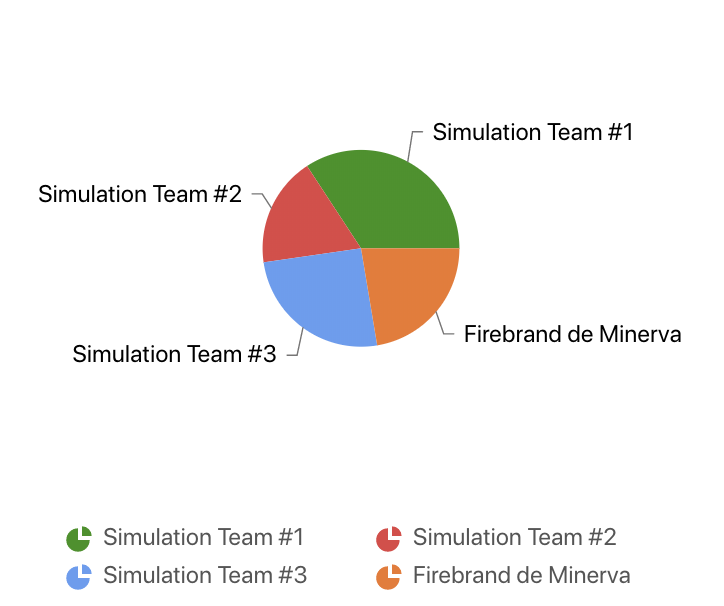 Simulation Team #1
Simulation Team #2
Firebrand de Minerva
Simulation Team #3
Simulation Team #1
Simulation Team #2
Simulation Team #3
Firebrand de Minerva